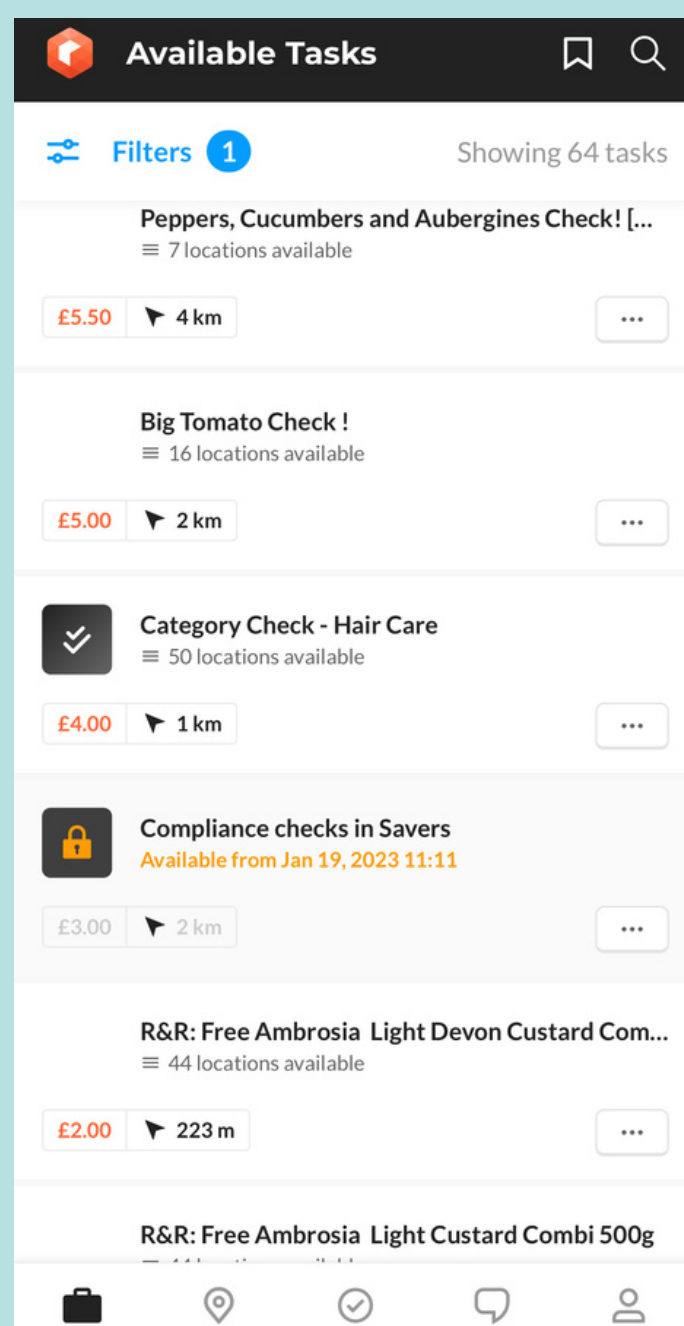 Available Tasks
Filters 1 Showing 64 tasks
Peppers, Cucumbers and Aubergines Check! [...
7 locations available
£5.50 4 km
Big Tomato Check !
16 locations available
£5.00 2 km
Category Check - Hair Care
50 locations available
£4.00 1 km
Compliance checks in Savers
Available from Jan 19, 2023 11:11
£3.00 2 km
R&R: Free Ambrosia Light Devon Custard Com...
44 locations available
£2.00 223 m
R&R: Free Ambrosia Light Custard Combi 500g